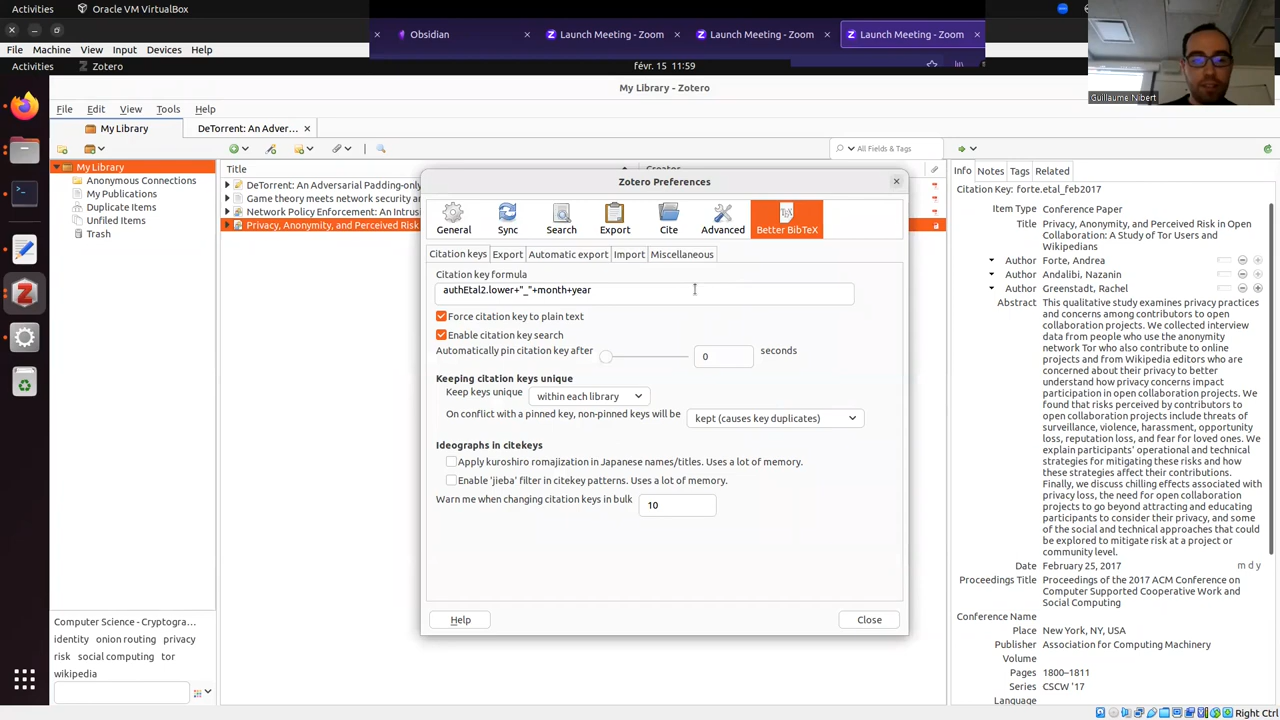 Activities
Oracle VM VirtualBox
Obsidian
Launch Meeting - Zoom
Launch Meeting - Zoom
Launch Meeting - Zoom
Guillaume Nibert
File Machine View Input Devices Help
Activities
Zotero
févr. 15 11:59
My Library - Zotero
File Edit View Tools Help
My Library
DeTorrent: An Adver...
All Fields & Tags
My Library
Anonymous Connections
My Publications
Duplicate Items
Unfiled Items
Trash
Title
Creator
DeTorrent: An Adversarial Padding-only
Game theory meets network security a
Network Policy Enforcement: An Intrus
Privacy, Anonymity, and Perceived Risk
Zotero Preferences
General
Sync
Search
Export
Cite
Advanced
Better BibTeX
Citation keys
Export
Automatic export
Import
Miscellaneous
Citation key formula
authEtal2.lower+"_"+month+year
Force citation key to plain text
Enable citation key search
Automatically pin citation key after
0
seconds
Keeping citation keys unique
Keep keys unique
within each library
On conflict with a pinned key, non-pinned keys will be
kept (causes key duplicates)
Ideographs in citekeys
Apply kuroshiro romajization in Japanese names/titles. Uses a lot of memory.
Enable 'jieba' filter in citekey patterns. Uses a lot of memory.
Warn me when changing citation keys in bulk
10
Help
Close
Info
Notes
Tags
Related
Citation Key: forte.etal_feb2017
Item Type Conference Paper
Title Privacy, Anonymity, and Perceived Risk in Open
Collaboration: A Study of Tor Users and
Wikipedians
Author Forte, Andrea
Author Andalibi, Nazanin
Author Greenstadt, Rachel
Abstract This qualitative study examines privacy practices
and concerns among contributors to open
collaboration projects. We collected interview
data from people who use the anonymity
network Tor who also contribute to online
projects and from Wikipedia editors who are
concerned about their privacy to better
understand how privacy concerns impact
participation in open collaboration projects. We
found that risks perceived by contributors to
open collaboration projects include threats of
surveillance, violence, harassment, opportunity
loss, reputation loss, and fear for loved ones. We
explain participants' operational and technical
strategies for mitigating these risks and how
these strategies affect their contributions.
Finally, we discuss chilling effects associated with
privacy loss, the need for open collaboration
projects to go beyond attracting and educating
participants to consider their privacy, and some
of the social and technical approaches that could
be explored to mitigate risk at a project or
community level.
Date February 25, 2017
m d y
Proceedings Title Proceedings of the 2017 ACM Conference on
Computer Supported Cooperative Work and
Social Computing
Conference Name
Place New York, NY, USA
Publisher Association for Computing Machinery
Volume
Pages 1800–1811
Series CSCW '17
Language
Computer Science - Cryptogra...
identity onion routing privacy
risk social computing tor
wikipedia
Right Ctrl